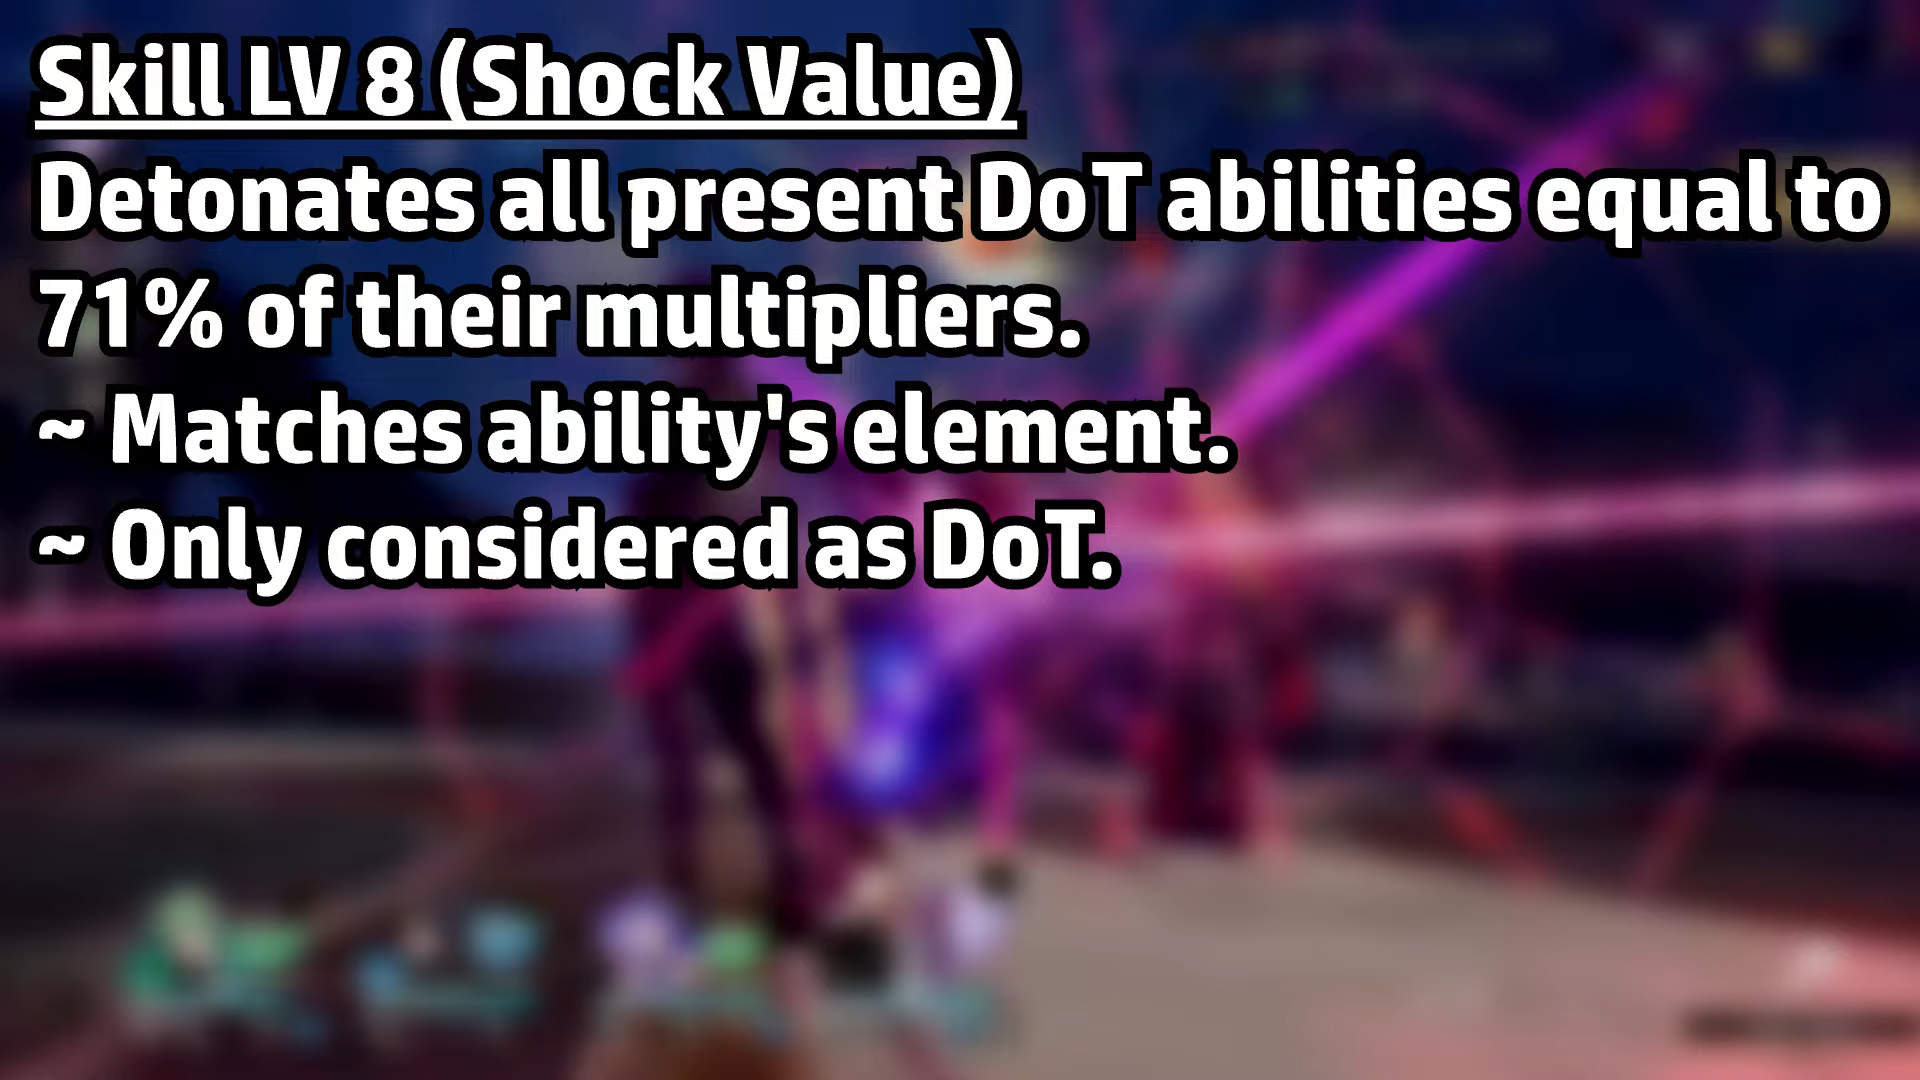 Skill LV 8 (Shock Value)
Detonates all present DoT abilities equal to
71% of their multipliers.
~ Matches ability's element.
~ Only considered as DoT.